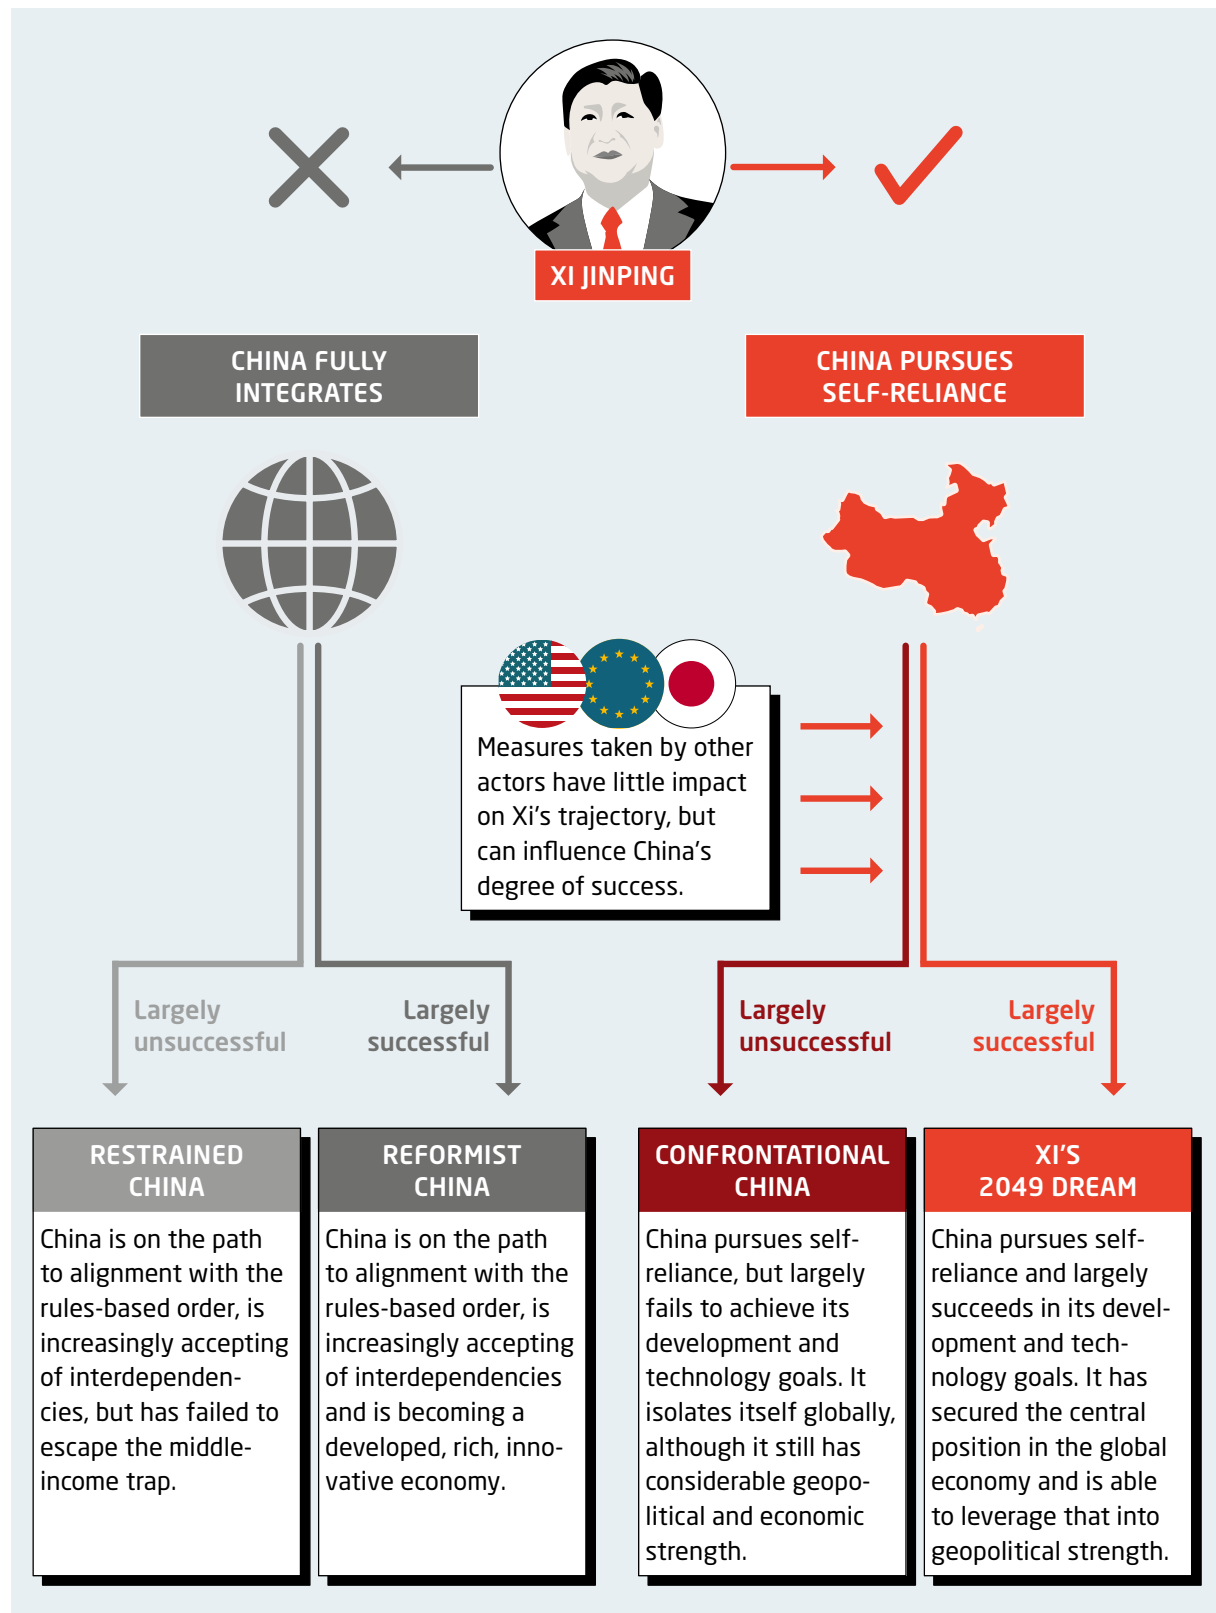 XI JINPING
CHINA FULLY
INTEGRATES
CHINA PURSUES
SELF-RELIANCE
Measures taken by other
actors have little impact
on Xi’s trajectory, but
can influence China’s
degree of success.
Largely
unsuccessful
Largely
successful
Largely
unsuccessful
Largely
successful
RESTRAINED
CHINA
China is on the path
to alignment with the
rules-based order, is
increasingly accepting
of interdependen-
cies, but has failed to
escape the middle-
income trap.
REFORMIST
CHINA
China is on the path
to alignment with the
rules-based order, is
increasingly accepting
of interdependencies
and is becoming a
developed, rich, inno-
vative economy.
CONFRONTATIONAL
CHINA
China pursues self-
reliance, but largely
fails to achieve its
development and
technology goals. It
isolates itself globally,
although it still has
considerable geopo-
litical and economic
strength.
XI’S
2049 DREAM
China pursues self-
reliance and largely
succeeds in its devel-
opment and tech-
nology goals. It has
secured the central
position in the global
economy and is able
to leverage that into
geopolitical strength.